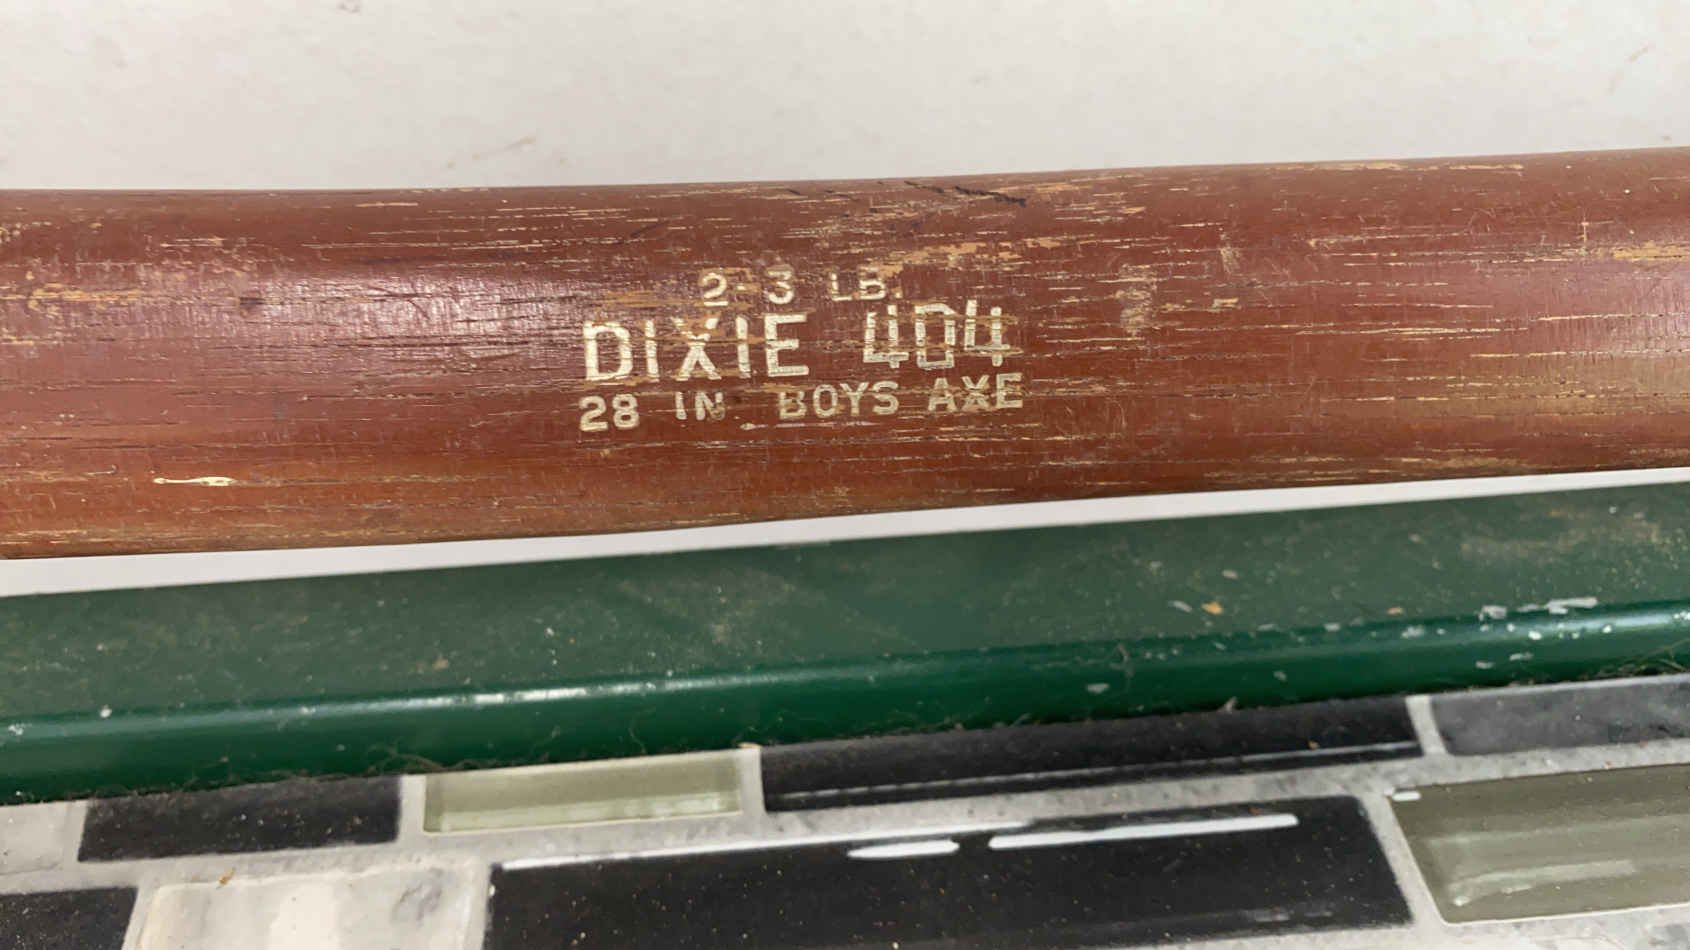 2-3 LB.
DIXIE 404
28 IN BOYS AXE